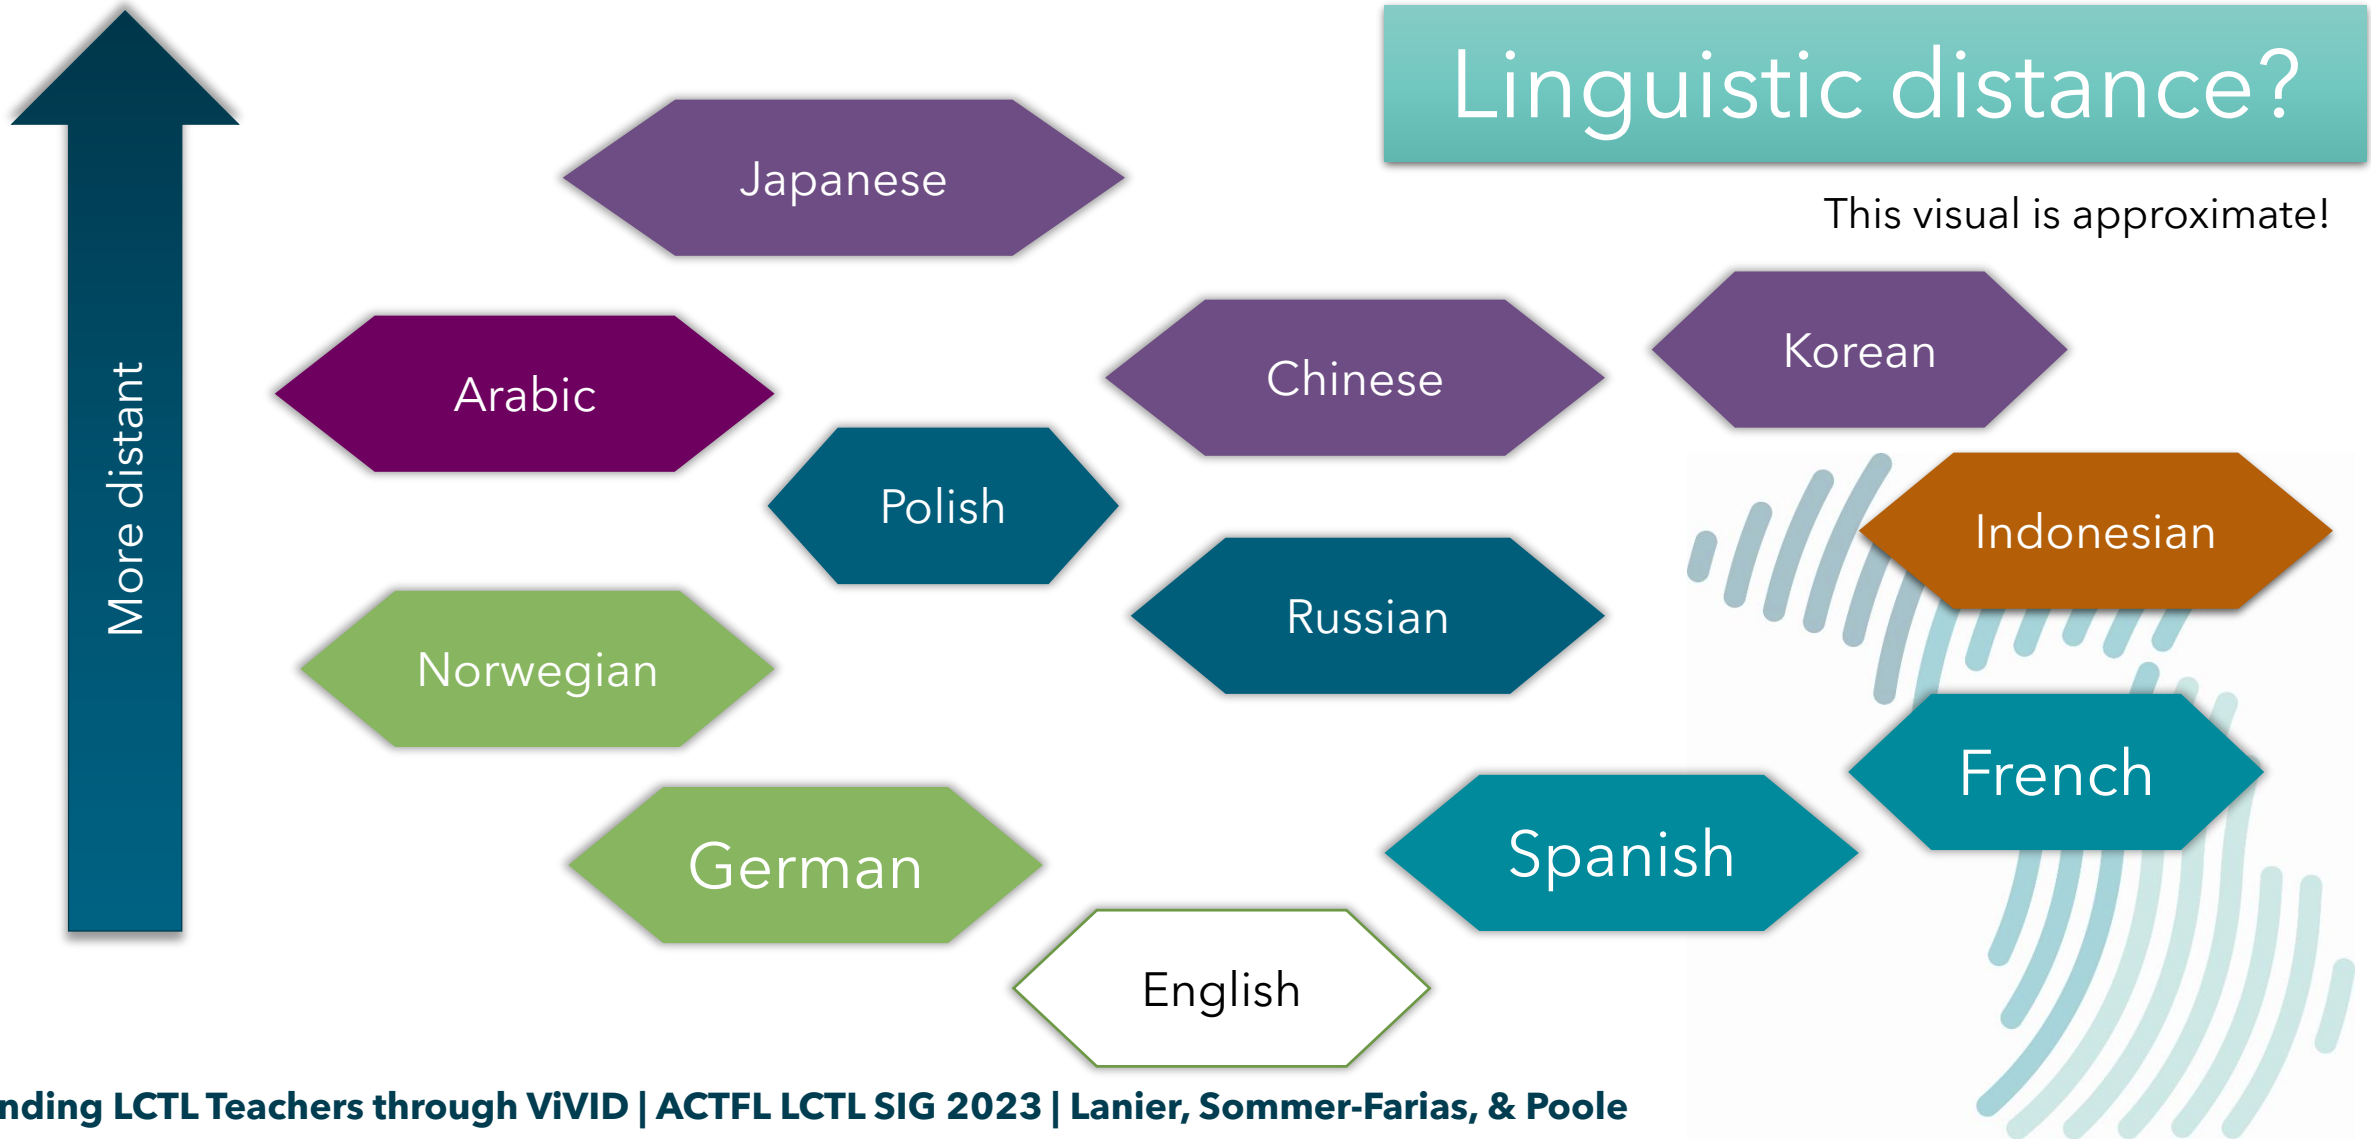 Linguistic distance?
This visual is approximate!
More distant
Japanese
Korean
Chinese
Arabic
Polish
Indonesian
Russian
Norwegian
French
Spanish
German
English
LCTL Teachers through ViVID | ACTFL LCTL SIG 2023 | Lanier, Sommer-Farias, & Poole